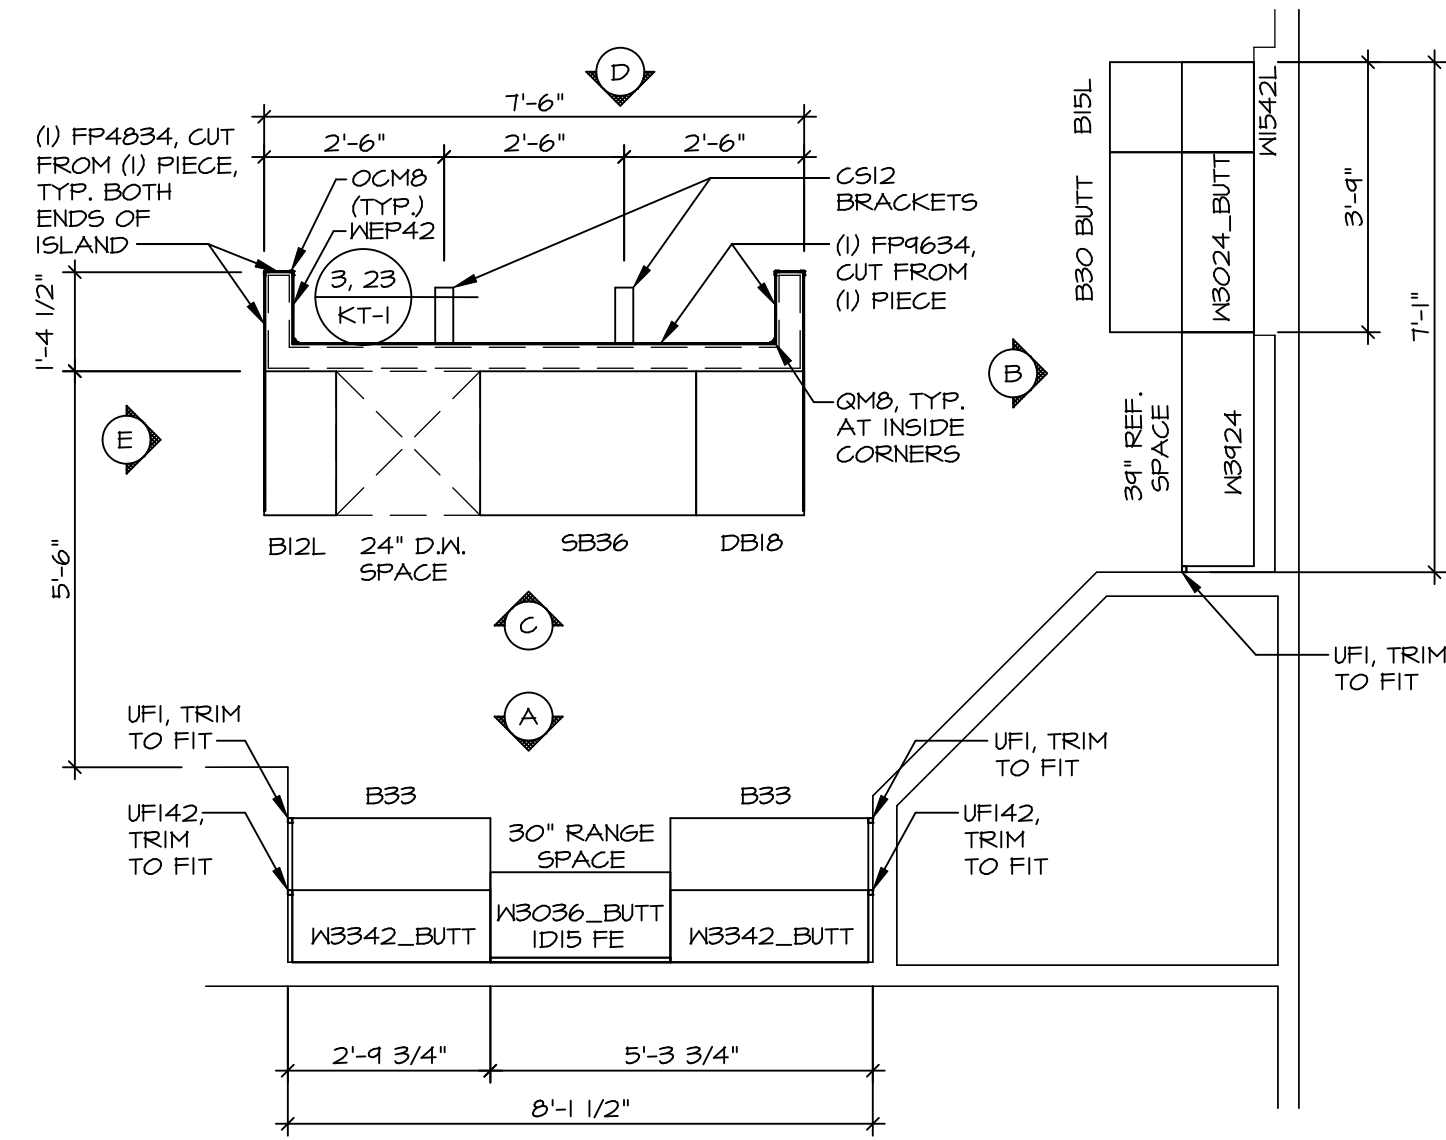 D
7'-6"
2'-6"
2'-6"
2'-6"
(1) FP4834, CUT
FROM (1) PIECE,
TYP. BOTH
ENDS OF
ISLAND
OCM8
(TYP.)
WEP42
3, 23
KT-1
CS12
BRACKETS
(1) FP9634,
CUT FROM
(1) PIECE
1'-4 1/2"
E
B
QM8, TYP.
AT INSIDE
CORNERS
B12L
24" D.W.
SPACE
SB36
DB18
5'-6"
C
A
B15L
W1542L
B30 BUTT
W3024_BUTT
3'-9"
7'-1"
39" REF.
SPACE
W3924
UF1, TRIM
TO FIT
UF1, TRIM
TO FIT
UF142,
TRIM
TO FIT
B33
30" RANGE
SPACE
B33
UF1, TRIM
TO FIT
UF142,
TRIM
TO FIT
W3342_BUTT
W3036_BUTT
1D15 FE
W3342_BUTT
2'-9 3/4"
5'-3 3/4"
8'-1 1/2"